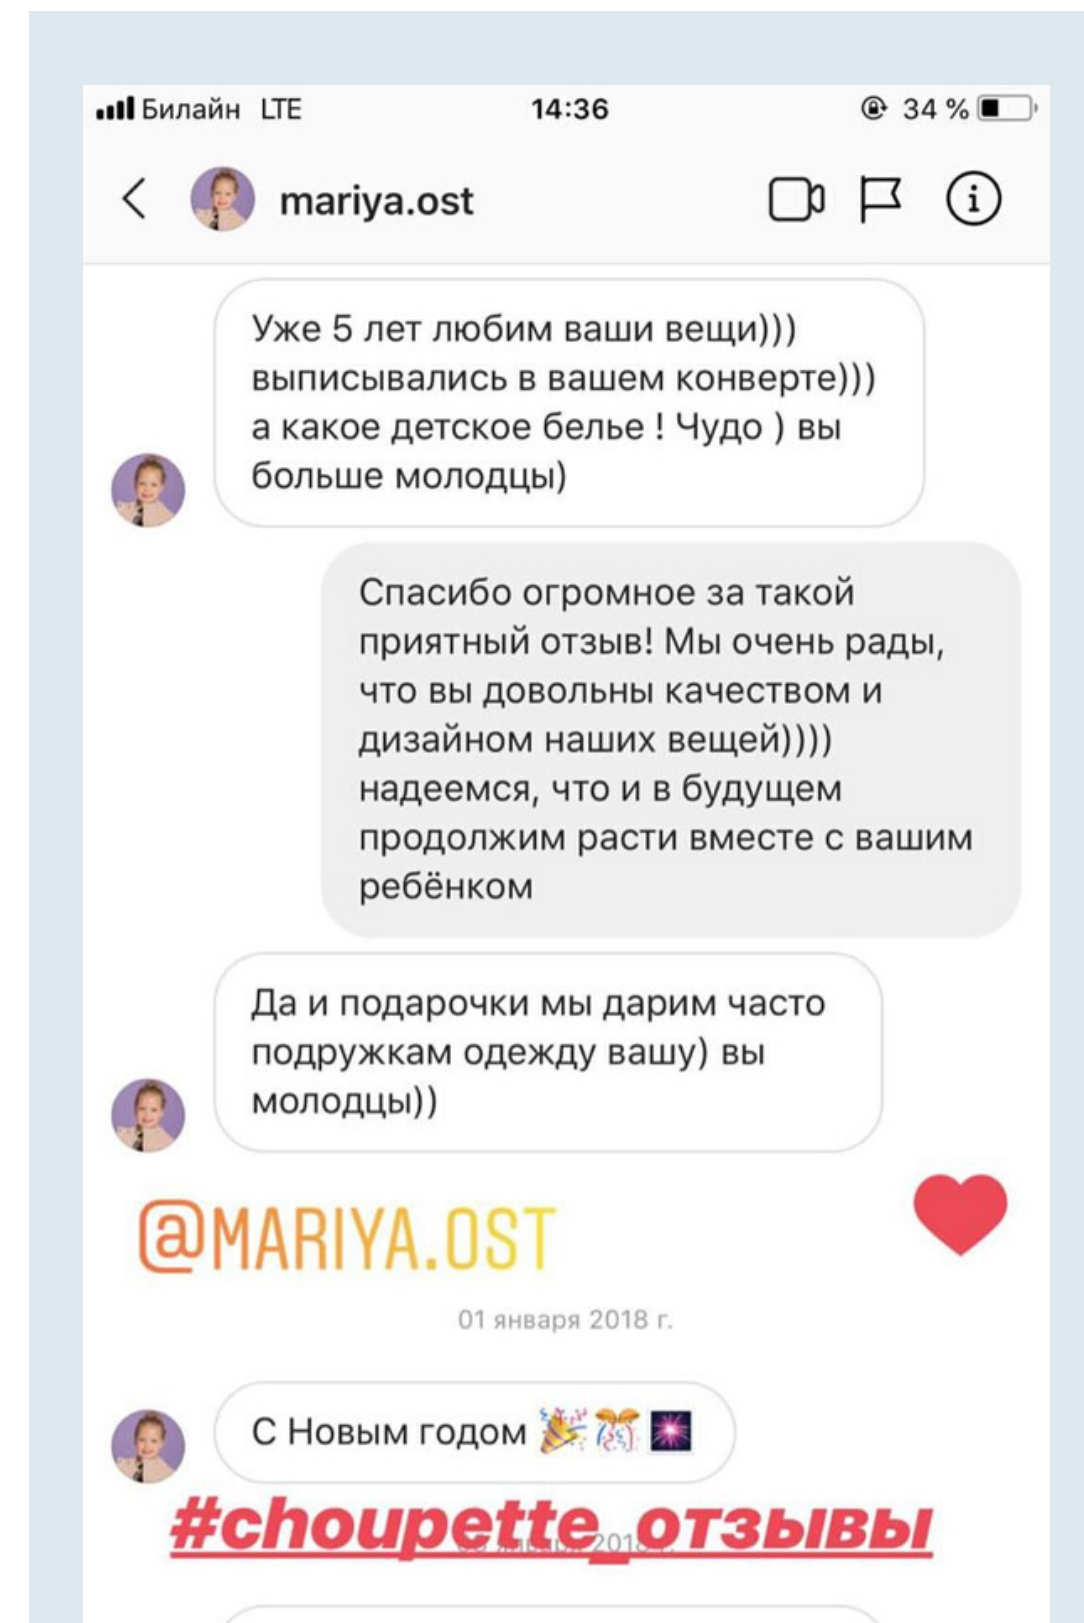 Билайн LTE 14:36 34 %
mariya.ost
Уже 5 лет любим ваши вещи)))
выписывались в вашем конверте)))
а какое детское белье ! Чудо ) вы
больше молодцы)
Спасибо огромное за такой
приятный отзыв! Мы очень рады,
что вы довольны качеством и
дизайном наших вещей))))
надеемся, что и в будущем
продолжим расти вместе с вашим
ребёнком
Да и подарочки мы дарим часто
подружкам одежду вашу) вы
молодцы))
@MARIYA.OST
01 января 2018 г.
С Новым годом 🎉🎊🎆
#choupette_отзывы
января 2018